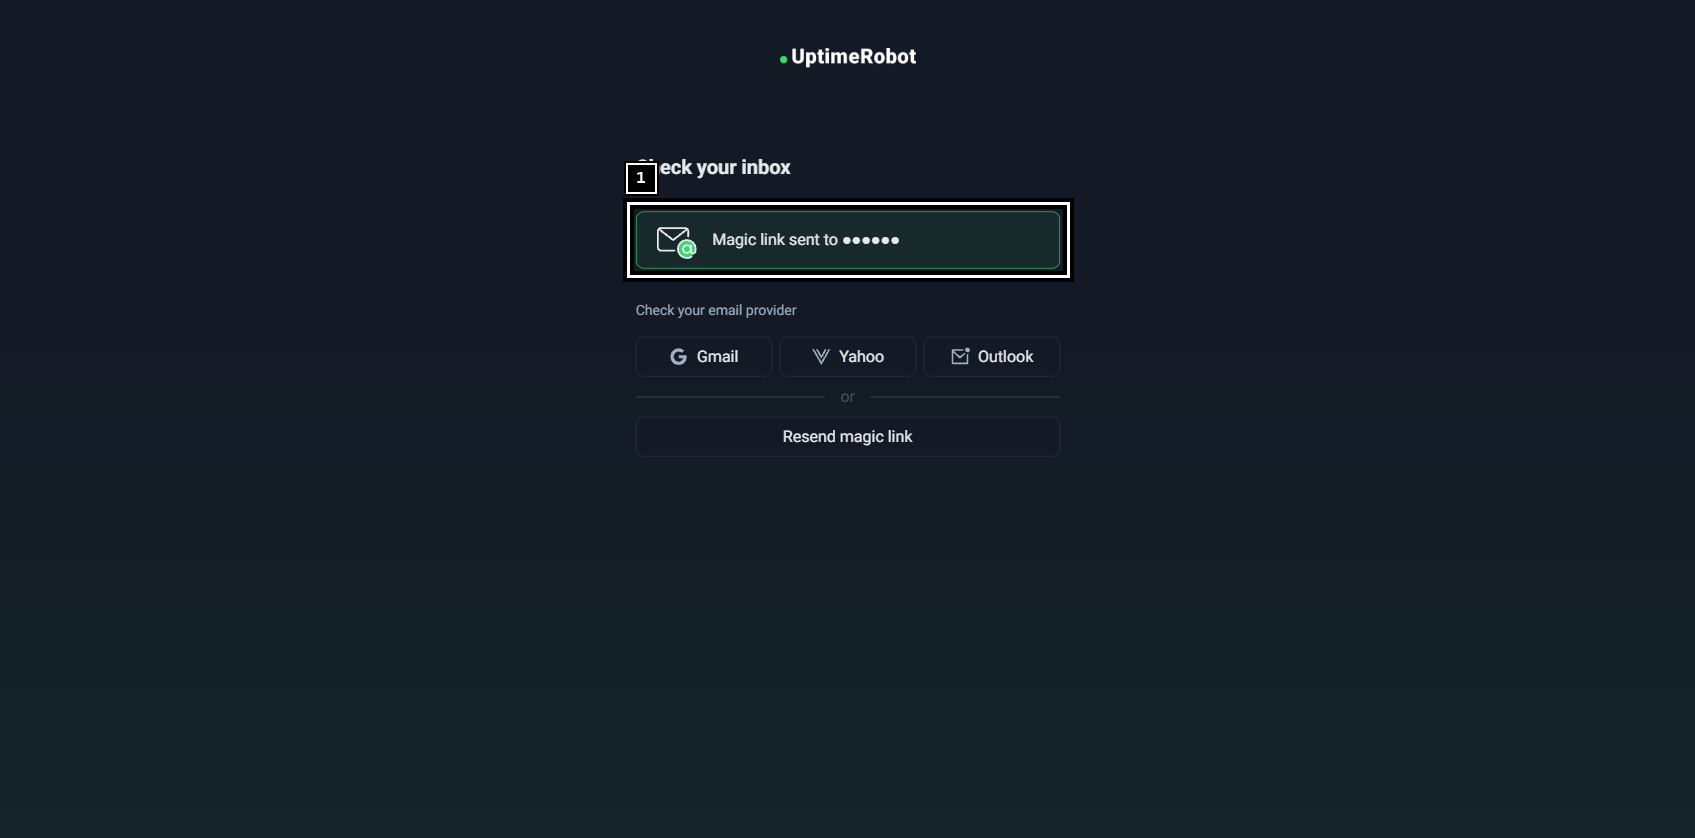 UptimeRobot
Check your inbox
1
Magic link sent to ●●●●●●
Check your email provider
Gmail
Yahoo
Outlook
or
Resend magic link